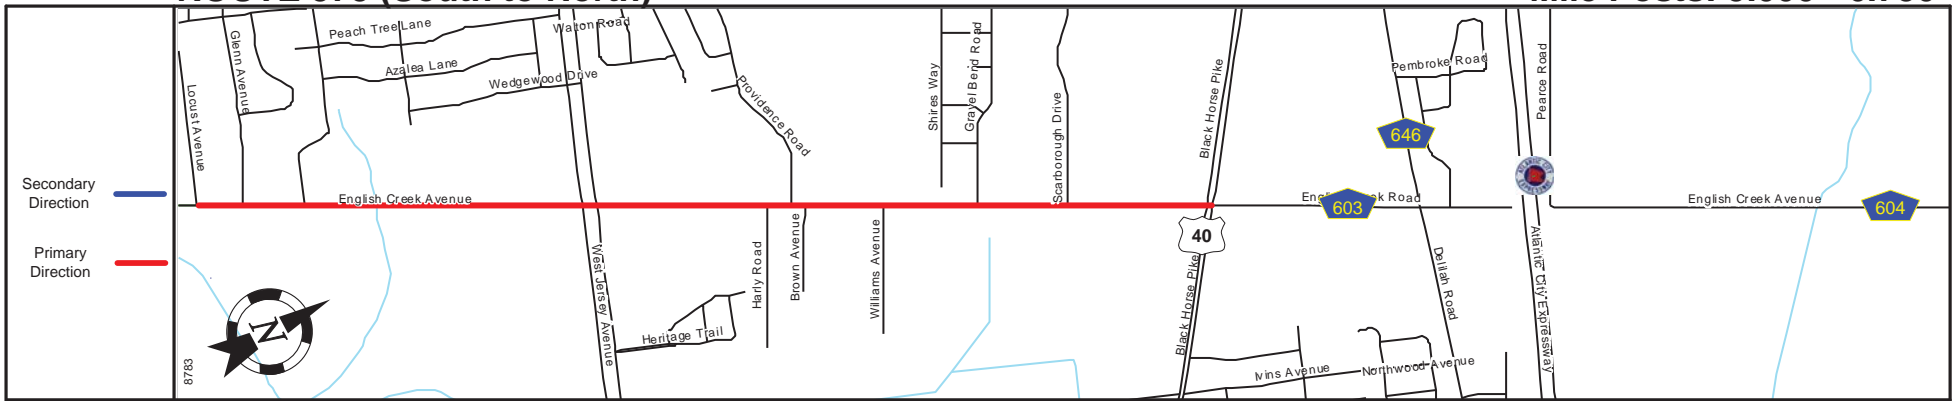 (South to North)
Secondary
Direction
Primary
Direction
Locust Avenue
Glenn Avenue
Peach Tree Lane
Azalea Lane
Wedgewood Drive
Walton Road
Providence Road
Shires Way
Gravel Bend Road
Scarborough Drive
Black Horse Pike
Pembroke Road
Pearce Road
646
English Creek Avenue
603
Road
English Creek Avenue
604
40
West Jersey Avenue
Harly Road
Brown Avenue
Williams Avenue
Heritage Trail
Black Horse Pike
Delilah Road
Atlantic City Expressway
Ivins Avenue
Northwood Avenue
N
8783